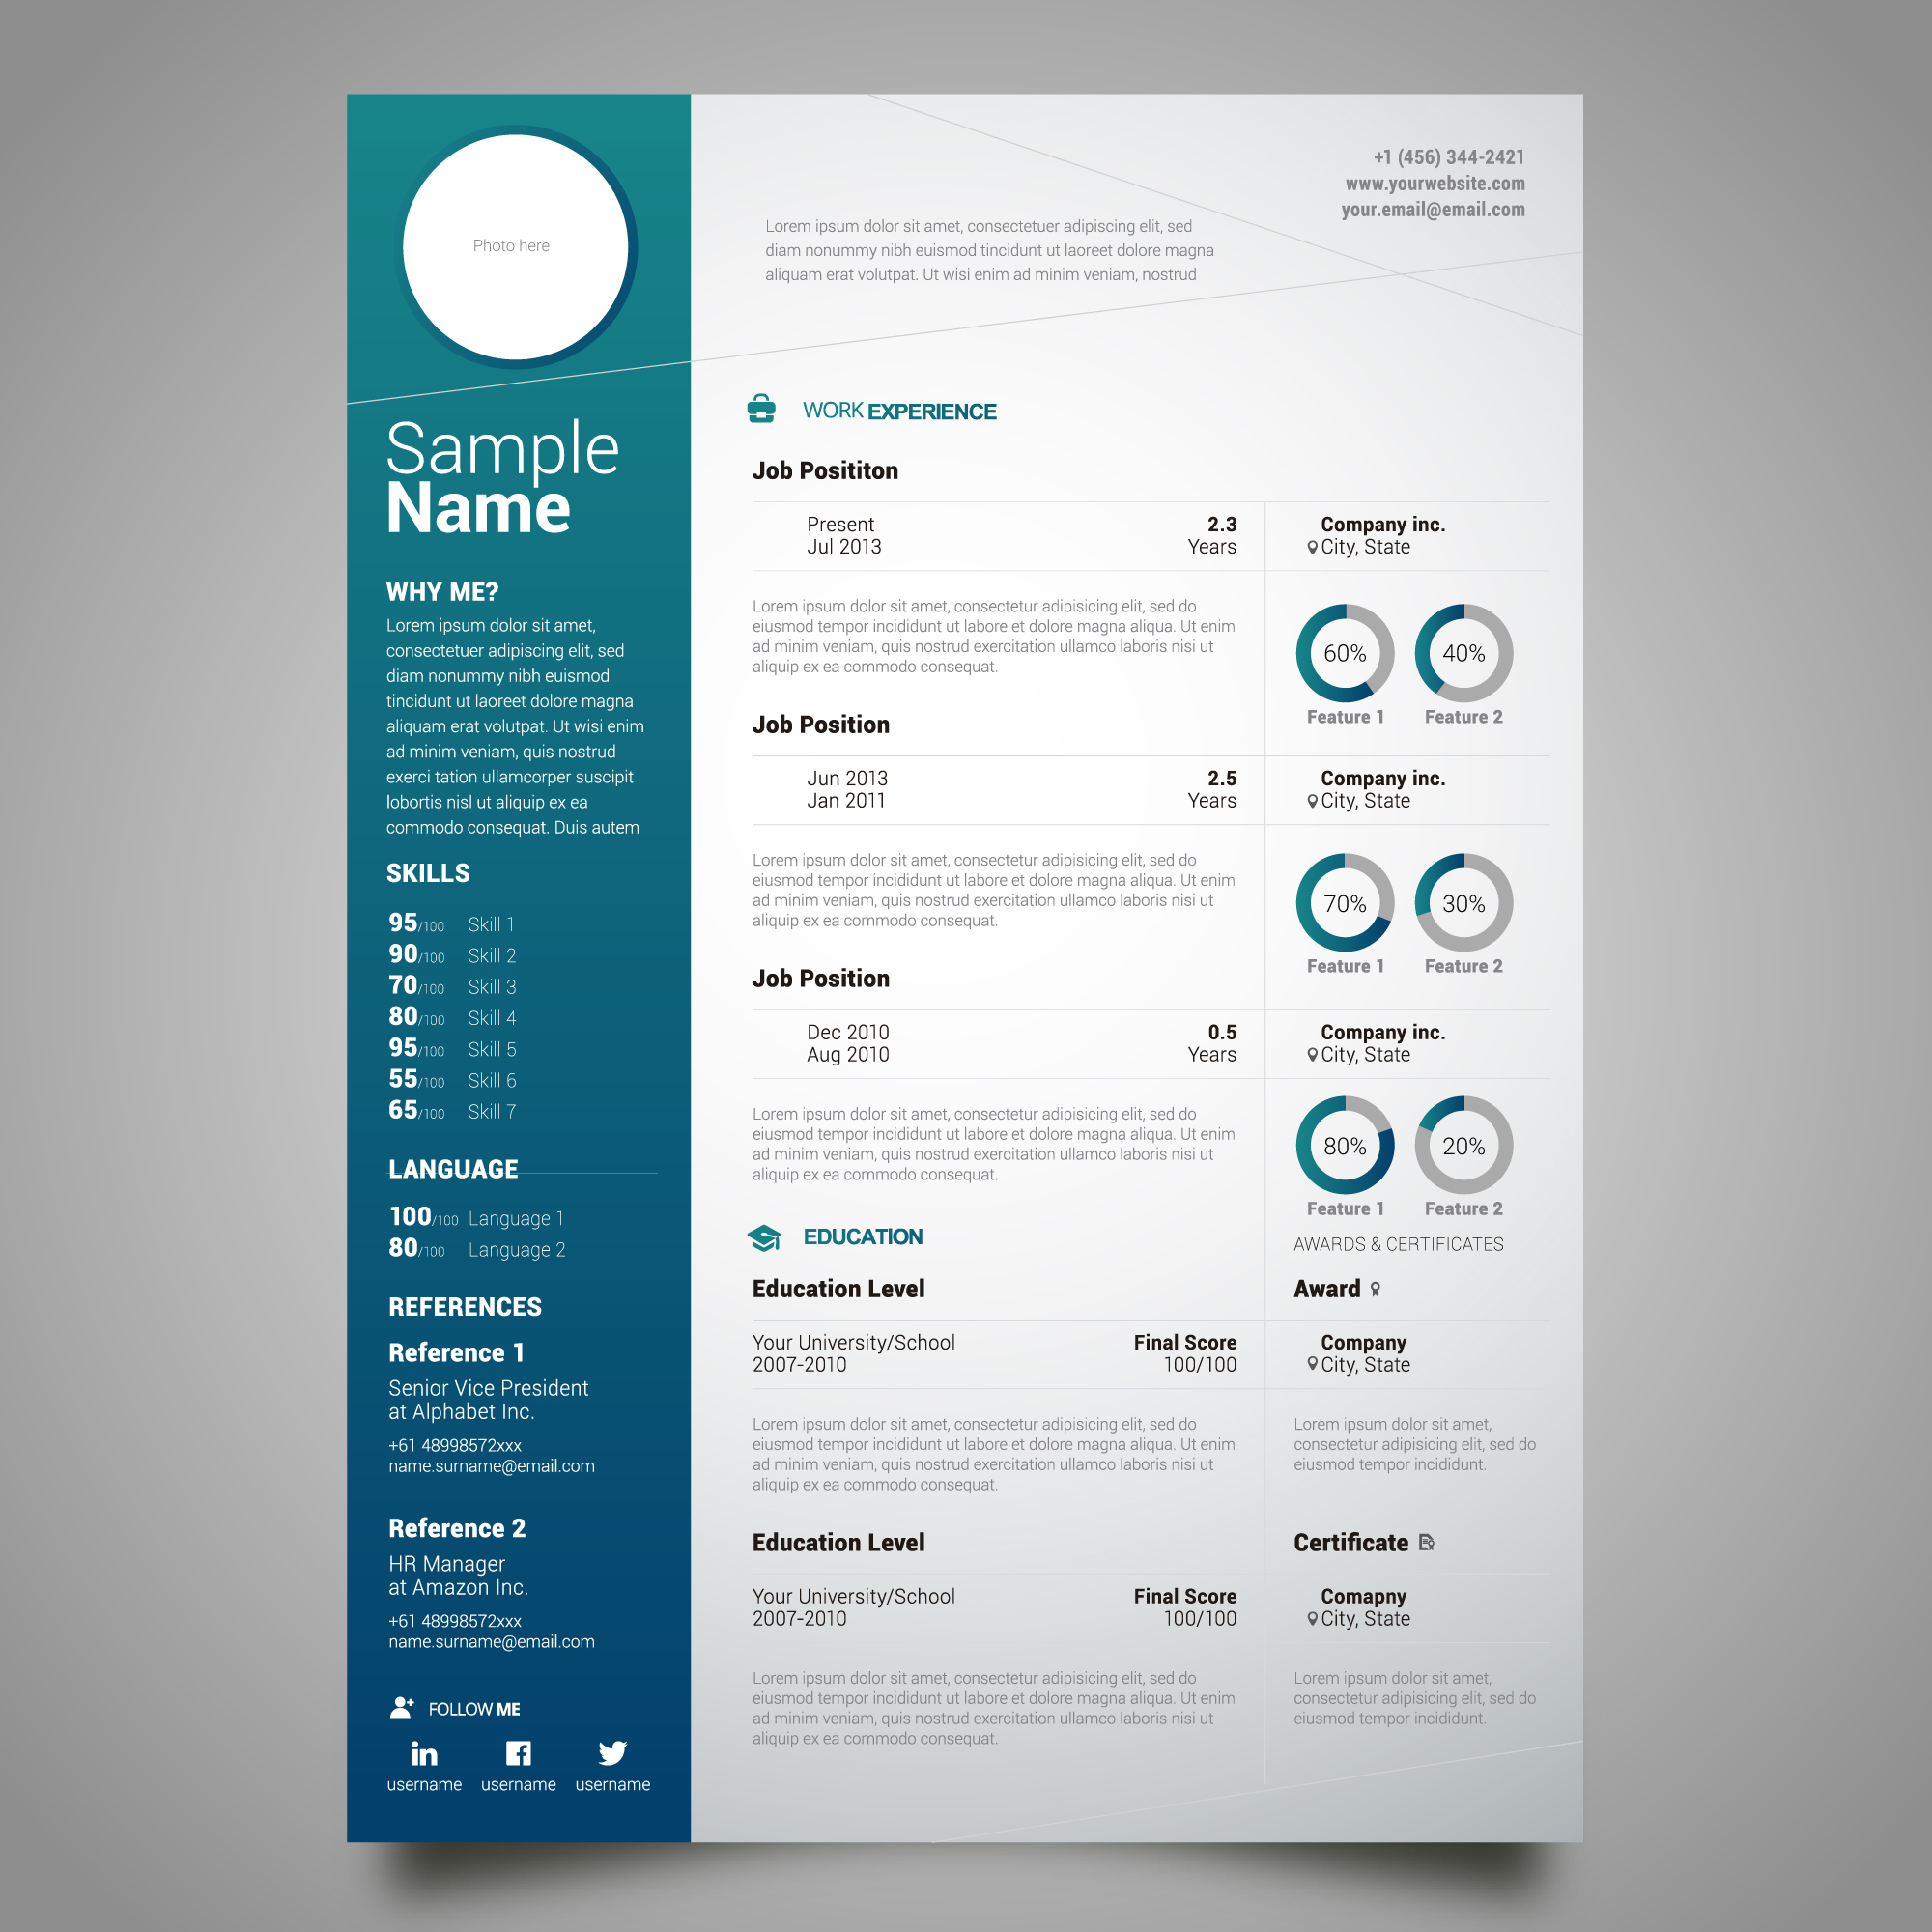 Photo here
Sample
Name
WHY ME?
Lorem ipsum dolor sit amet,
consectetuer adipiscing elit, sed
diam nonummy nibh euismod
tincidunt ut laoreet dolore magna
aliquam erat volutpat. Ut wisi enim
ad minim veniam, quis nostrud
exerci tation ullamcorper suscipit
lobortis nisl ut aliquip ex ea
commodo consequat. Duis autem
SKILLS
95/100 Skill 1
90/100 Skill 2
70/100 Skill 3
80/100 Skill 4
95/100 Skill 5
55/100 Skill 6
65/100 Skill 7
LANGUAGE
100/100 Language 1
80/100 Language 2
REFERENCES
Reference 1
Senior Vice President
at Alphabet Inc.
+61 48998572xxx
name.surname@email.com
Reference 2
HR Manager
at Amazon Inc.
+61 48998572xxx
name.surname@email.com
FOLLOW ME
username username username
+1 (456) 344-2421
www.yourwebsite.com
your.email@email.com
Lorem ipsum dolor sit amet, consectetuer adipiscing elit, sed
diam nonummy nibh euismod tincidunt ut laoreet dolore magna
aliquam erat volutpat. Ut wisi enim ad minim veniam, nostrud
WORK EXPERIENCE
Job Posititon
Present 2.3 Company inc.
Jul 2013 Years City, State
Lorem ipsum dolor sit amet, consectetur adipisicing elit, sed do
eiusmod tempor incididunt ut labore et dolore magna aliqua. Ut enim
ad minim veniam, quis nostrud exercitation ullamco laboris nisi ut
aliquip ex ea commodo consequat.
60% 40%
Feature 1 Feature 2
Job Position
Jun 2013 2.5 Company inc.
Jan 2011 Years City, State
Lorem ipsum dolor sit amet, consectetur adipisicing elit, sed do
eiusmod tempor incididunt ut labore et dolore magna aliqua. Ut enim
ad minim veniam, quis nostrud exercitation ullamco laboris nisi ut
aliquip ex ea commodo consequat.
70% 30%
Feature 1 Feature 2
Job Position
Dec 2010 0.5 Company inc.
Aug 2010 Years City, State
Lorem ipsum dolor sit amet, consectetur adipisicing elit, sed do
eiusmod tempor incididunt ut labore et dolore magna aliqua. Ut enim
ad minim veniam, quis nostrud exercitation ullamco laboris nisi ut
aliquip ex ea commodo consequat.
80% 20%
Feature 1 Feature 2
EDUCATION
Education Level
Your University/School Final Score
2007-2010 100/100
Lorem ipsum dolor sit amet, consectetur adipisicing elit, sed do
eiusmod tempor incididunt ut labore et dolore magna aliqua. Ut enim
ad minim veniam, quis nostrud exercitation ullamco laboris nisi ut
aliquip ex ea commodo consequat.
Education Level
Your University/School Final Score
2007-2010 100/100
Lorem ipsum dolor sit amet, consectetur adipisicing elit, sed do
eiusmod tempor incididunt ut labore et dolore magna aliqua. Ut enim
ad minim veniam, quis nostrud exercitation ullamco laboris nisi ut
aliquip ex ea commodo consequat.
AWARDS & CERTIFICATES
Award
Company
City, State
Lorem ipsum dolor sit amet,
consectetur adipisicing elit, sed do
eiusmod tempor incididunt.
Certificate
Comapny
City, State
Lorem ipsum dolor sit amet,
consectetur adipisicing elit, sed do
eiusmod tempor incididunt.